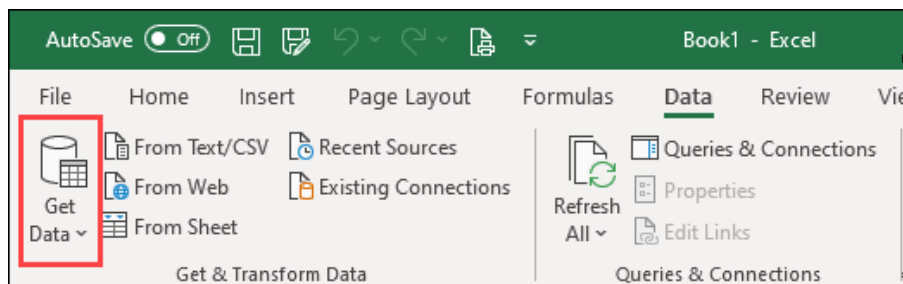 AutoSave Off Book1 - Excel
File Home Insert Page Layout Formulas Data Review Vie
Get Data
From Text/CSV
From Web
From Sheet
Recent Sources
Existing Connections
Get & Transform Data
Refresh All
Queries & Connections
Properties
Edit Links
Queries & Connections